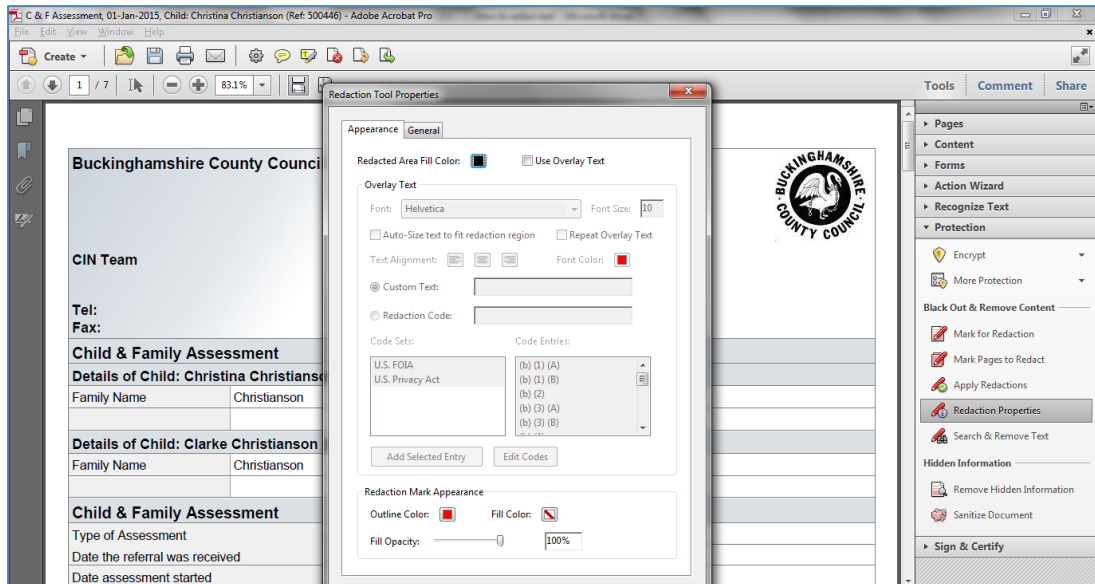 C & F Assessment, 01-Jan-2015, Child: Christina Christianson (Ref: 500446) - Adobe Acrobat Pro
File Edit View Window Help
Create
1 / 7 83.1% Tools Comment Share
Redaction Tool Properties
Appearance General
Redacted Area Fill Color: Use Overlay Text
Overlay Text
Font: Helvetica Font Size: 10
Auto-Size text to fit redaction region Repeat Overlay Text
Text Alignment: Font Color:
Custom Text:
Redaction Code:
Code Sets: Code Entries:
U.S. FOIA
U.S. Privacy Act
(b) (1) (A)
(b) (1) (B)
(b) (2)
(b) (3) (A)
(b) (3) (B)
Add Selected Entry Edit Codes
Redaction Mark Appearance
Outline Color: Fill Color:
Fill Opacity: 100%
Buckinghamshire County Counci
BUCKINGHAMSHIRE COUNTY COUNCIL
CIN Team
Tel:
Fax:
Child & Family Assessment
Details of Child: Christina Christianso
Family Name Christianson
Details of Child: Clarke Christianson
Family Name Christianson
Child & Family Assessment
Type of Assessment
Date the referral was received
Date assessment started
Pages
Content
Forms
Action Wizard
Recognize Text
Protection
Encrypt
More Protection
Black Out & Remove Content
Mark for Redaction
Mark Pages to Redact
Apply Redactions
Redaction Properties
Search & Remove Text
Hidden Information
Remove Hidden Information
Sanitize Document
Sign & Certify